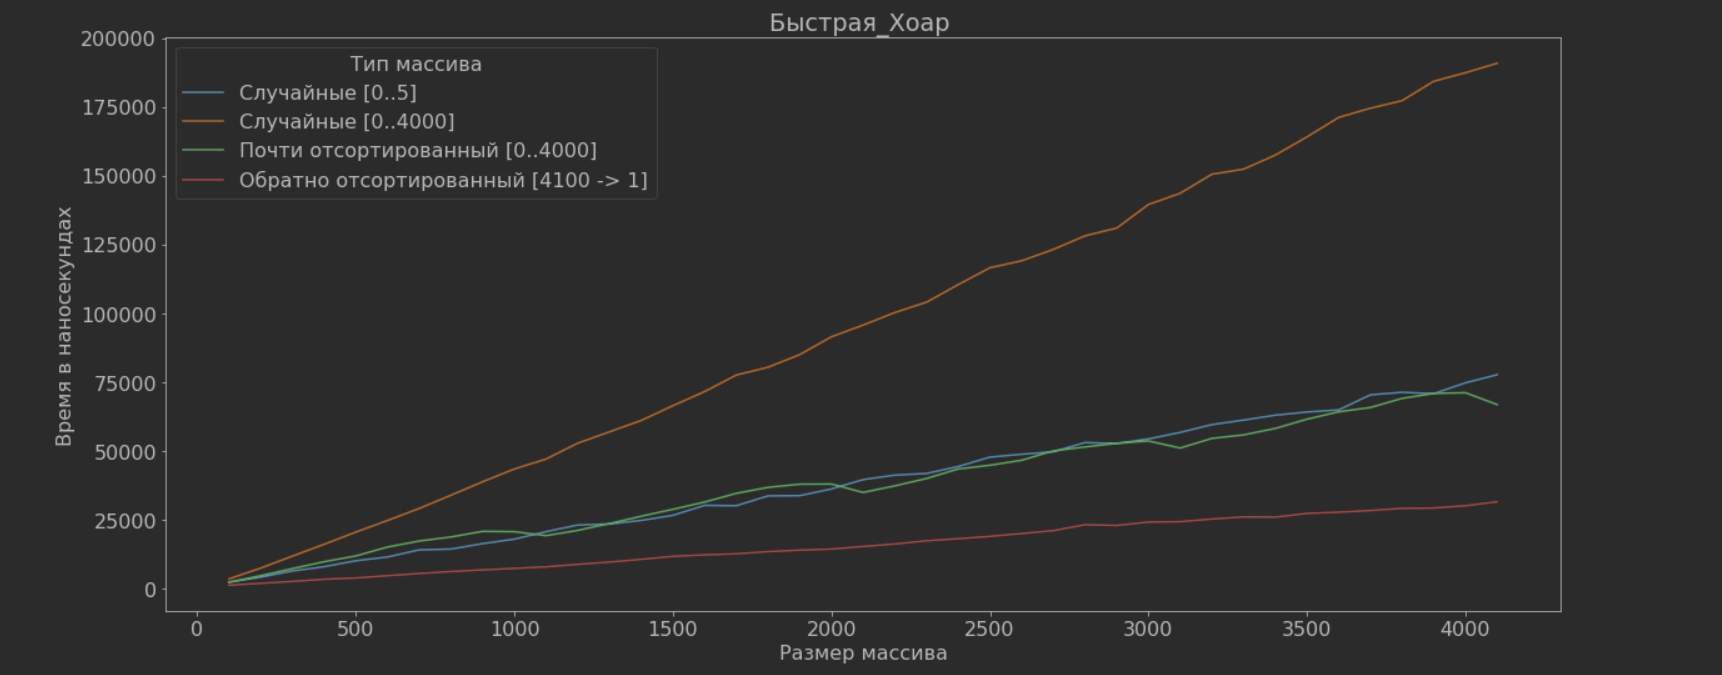 Быстрая_Хоар
200000
175000
150000
125000
100000
75000
50000
25000
0
Время в наносекундах
Тип массива
Случайные [0..5]
Случайные [0..4000]
Почти отсортированный [0..4000]
Обратно отсортированный [4100 -> 1]
0 500 1000 1500 2000 2500 3000 3500 4000
Размер массива